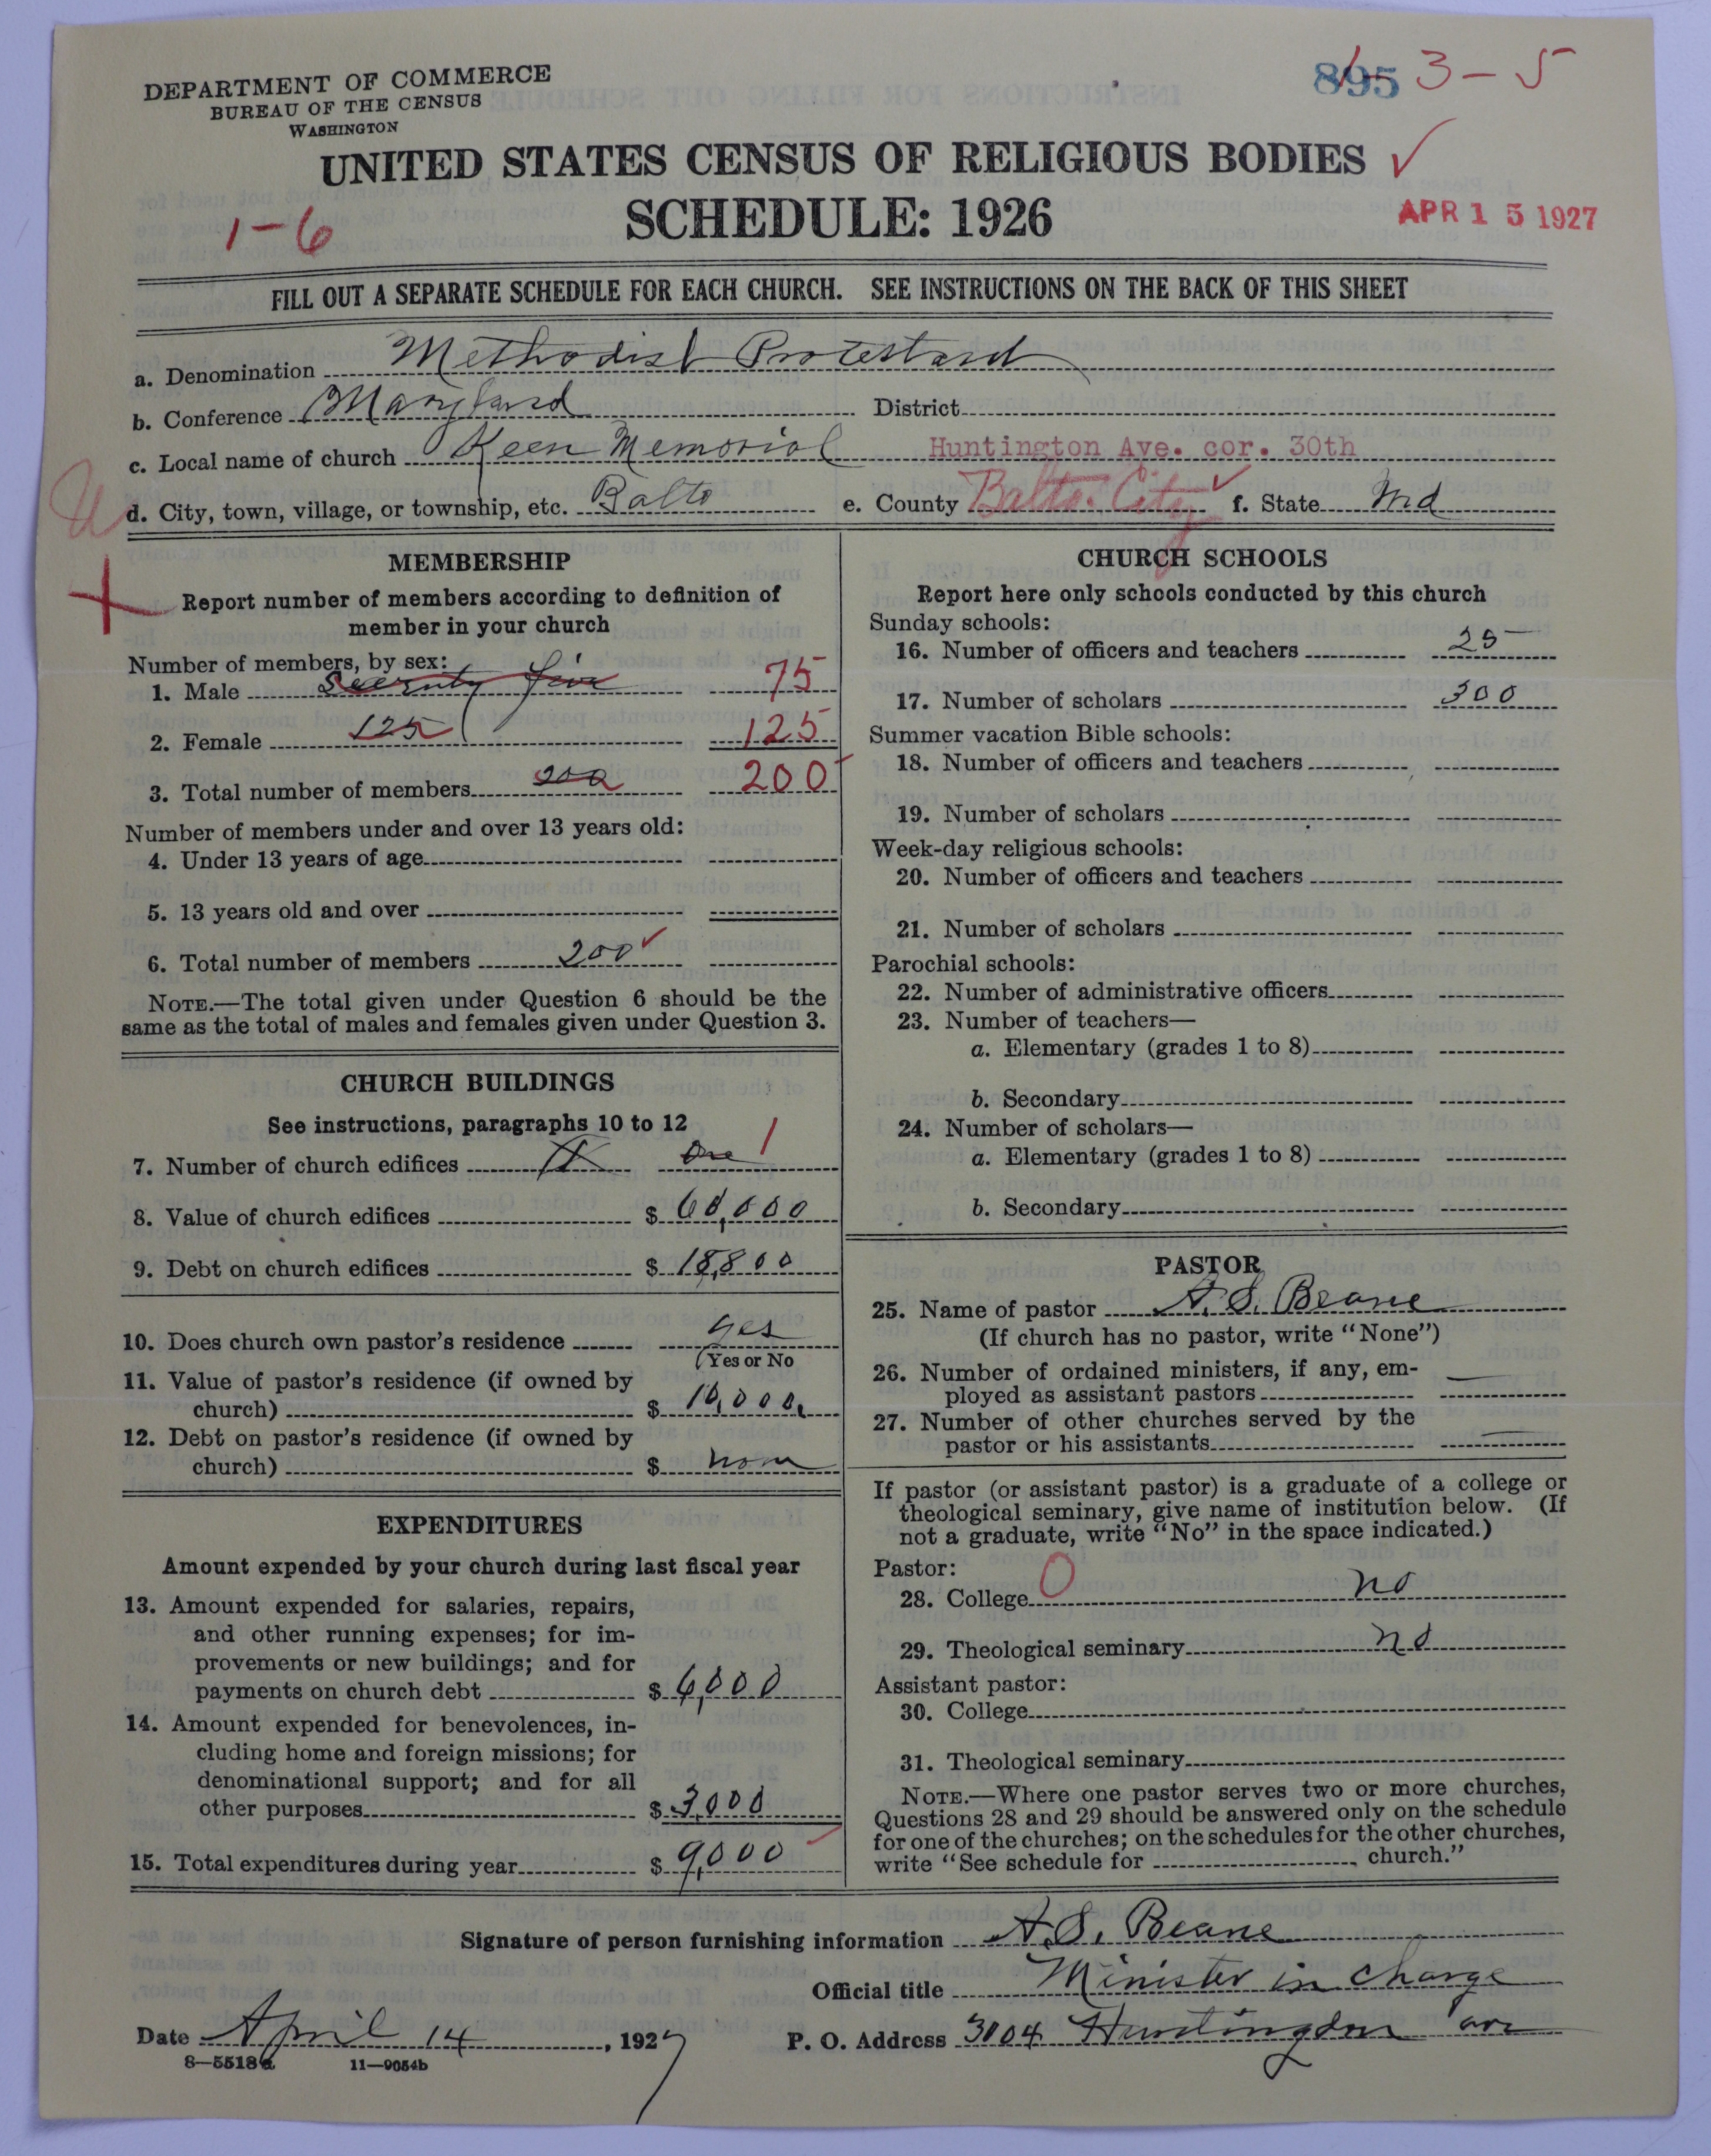 DEPARTMENT OF COMMERCE
BUREAU OF THE CENSUS
WASHINGTON
895 3-5
UNITED STATES CENSUS OF RELIGIOUS BODIES
SCHEDULE: 1926
1-6
APR 15 1927
FILL OUT A SEPARATE SCHEDULE FOR EACH CHURCH. SEE INSTRUCTIONS ON THE BACK OF THIS SHEET
a. Denomination Methodist Protestant
b. Conference Maryland District
c. Local name of church Keen Memorial Huntington Ave. cor. 30th
d. City, town, village, or township, etc. Balto e. County Balto. City f. State Md
MEMBERSHIP
Report number of members according to definition of
member in your church
Number of members, by sex:
1. Male Seventy five 75
2. Female 125 125
3. Total number of members 200 200
Number of members under and over 13 years old:
4. Under 13 years of age
5. 13 years old and over
6. Total number of members 200
NOTE.—The total given under Question 6 should be the
same as the total of males and females given under Question 3.
CHURCH BUILDINGS
See instructions, paragraphs 10 to 12
7. Number of church edifices One 1
8. Value of church edifices $ 60,000
9. Debt on church edifices $ 18,800
10. Does church own pastor's residence yes
(Yes or No
11. Value of pastor's residence (if owned by
church) $ 10,000.
12. Debt on pastor's residence (if owned by
church) $ none
EXPENDITURES
Amount expended by your church during last fiscal year
13. Amount expended for salaries, repairs,
and other running expenses; for im-
provements or new buildings; and for
payments on church debt $ 6,000
14. Amount expended for benevolences, in-
cluding home and foreign missions; for
denominational support; and for all
other purposes $ 3,000
15. Total expenditures during year $ 9,000
CHURCH SCHOOLS
Report here only schools conducted by this church
Sunday schools:
16. Number of officers and teachers 25
17. Number of scholars 300
Summer vacation Bible schools:
18. Number of officers and teachers
19. Number of scholars
Week-day religious schools:
20. Number of officers and teachers
21. Number of scholars
Parochial schools:
22. Number of administrative officers
23. Number of teachers—
a. Elementary (grades 1 to 8)
b. Secondary
24. Number of scholars—
a. Elementary (grades 1 to 8)
b. Secondary
PASTOR
25. Name of pastor A. S. Beane
(If church has no pastor, write "None")
26. Number of ordained ministers, if any, em-
ployed as assistant pastors —
27. Number of other churches served by the
pastor or his assistants —
If pastor (or assistant pastor) is a graduate of a college or
theological seminary, give name of institution below. (If
not a graduate, write "No" in the space indicated.)
Pastor: 0
28. College no
29. Theological seminary no
Assistant pastor:
30. College
31. Theological seminary
NOTE.—Where one pastor serves two or more churches,
Questions 28 and 29 should be answered only on the schedule
for one of the churches; on the schedules for the other churches,
write "See schedule for church."
Signature of person furnishing information A. S. Beane
Official title Minister in charge
Date April 14, 1927 P. O. Address 3004 Huntingdon ave
8—5518a 11—9054b